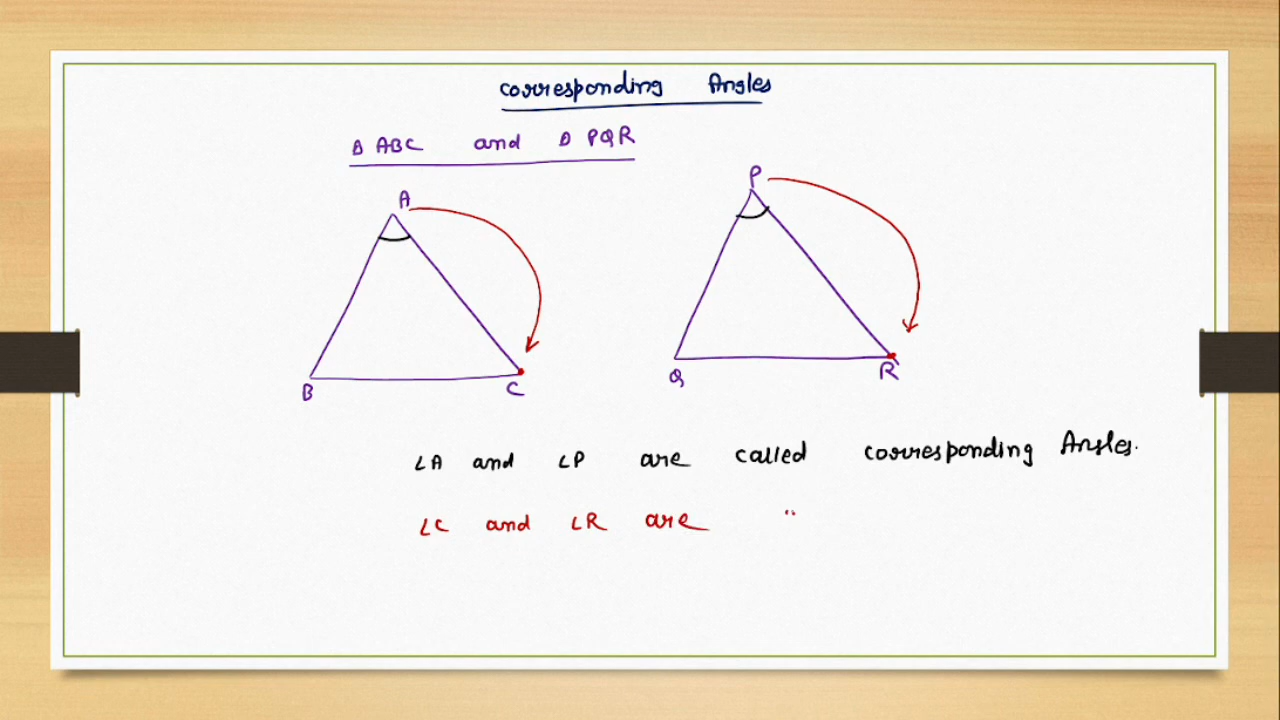 corresponding Angles
Δ ABC and Δ PQR
A
P
B
C
Q
R
∠A and ∠P are called corresponding Angles.
∠C and ∠R are "